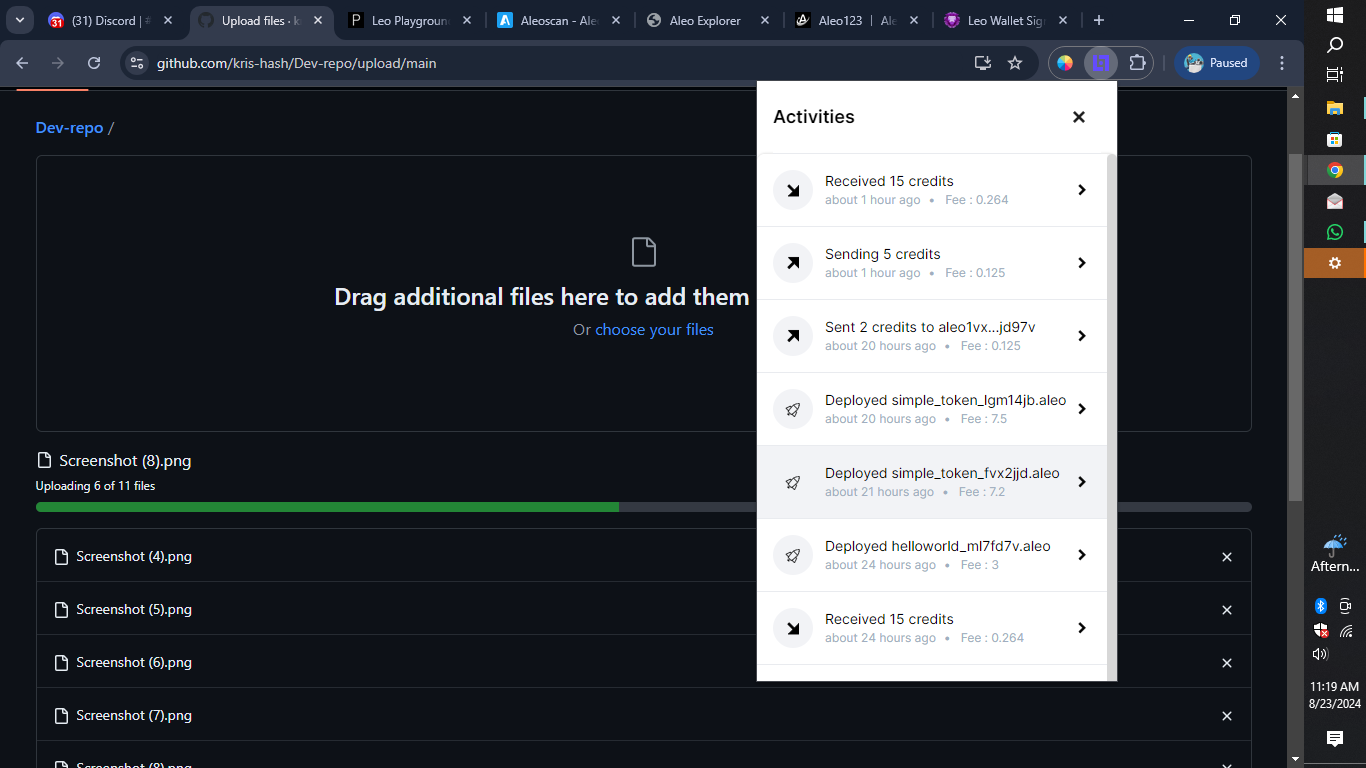 (31) Discord | #
Upload files · k
Leo Playground
Aleoscan - Ale
Aleo Explorer
Aleo123 | Ale
Leo Wallet Sig
github.com/kris-hash/Dev-repo/upload/main
Paused
Dev-repo /
Drag additional files here to add them
Or choose your files
Screenshot (8).png
Uploading 6 of 11 files
Screenshot (4).png
Screenshot (5).png
Screenshot (6).png
Screenshot (7).png
Screenshot (8).png
Activities
Received 15 credits
about 1 hour ago • Fee : 0.264
Sending 5 credits
about 1 hour ago • Fee : 0.125
Sent 2 credits to aleo1vx...jd97v
about 20 hours ago • Fee : 0.125
Deployed simple_token_lgm14jb.aleo
about 20 hours ago • Fee : 7.5
Deployed simple_token_fvx2jjd.aleo
about 21 hours ago • Fee : 7.2
Deployed helloworld_ml7fd7v.aleo
about 24 hours ago • Fee : 3
Received 15 credits
about 24 hours ago • Fee : 0.264
Aftern...
11:19 AM
8/23/2024